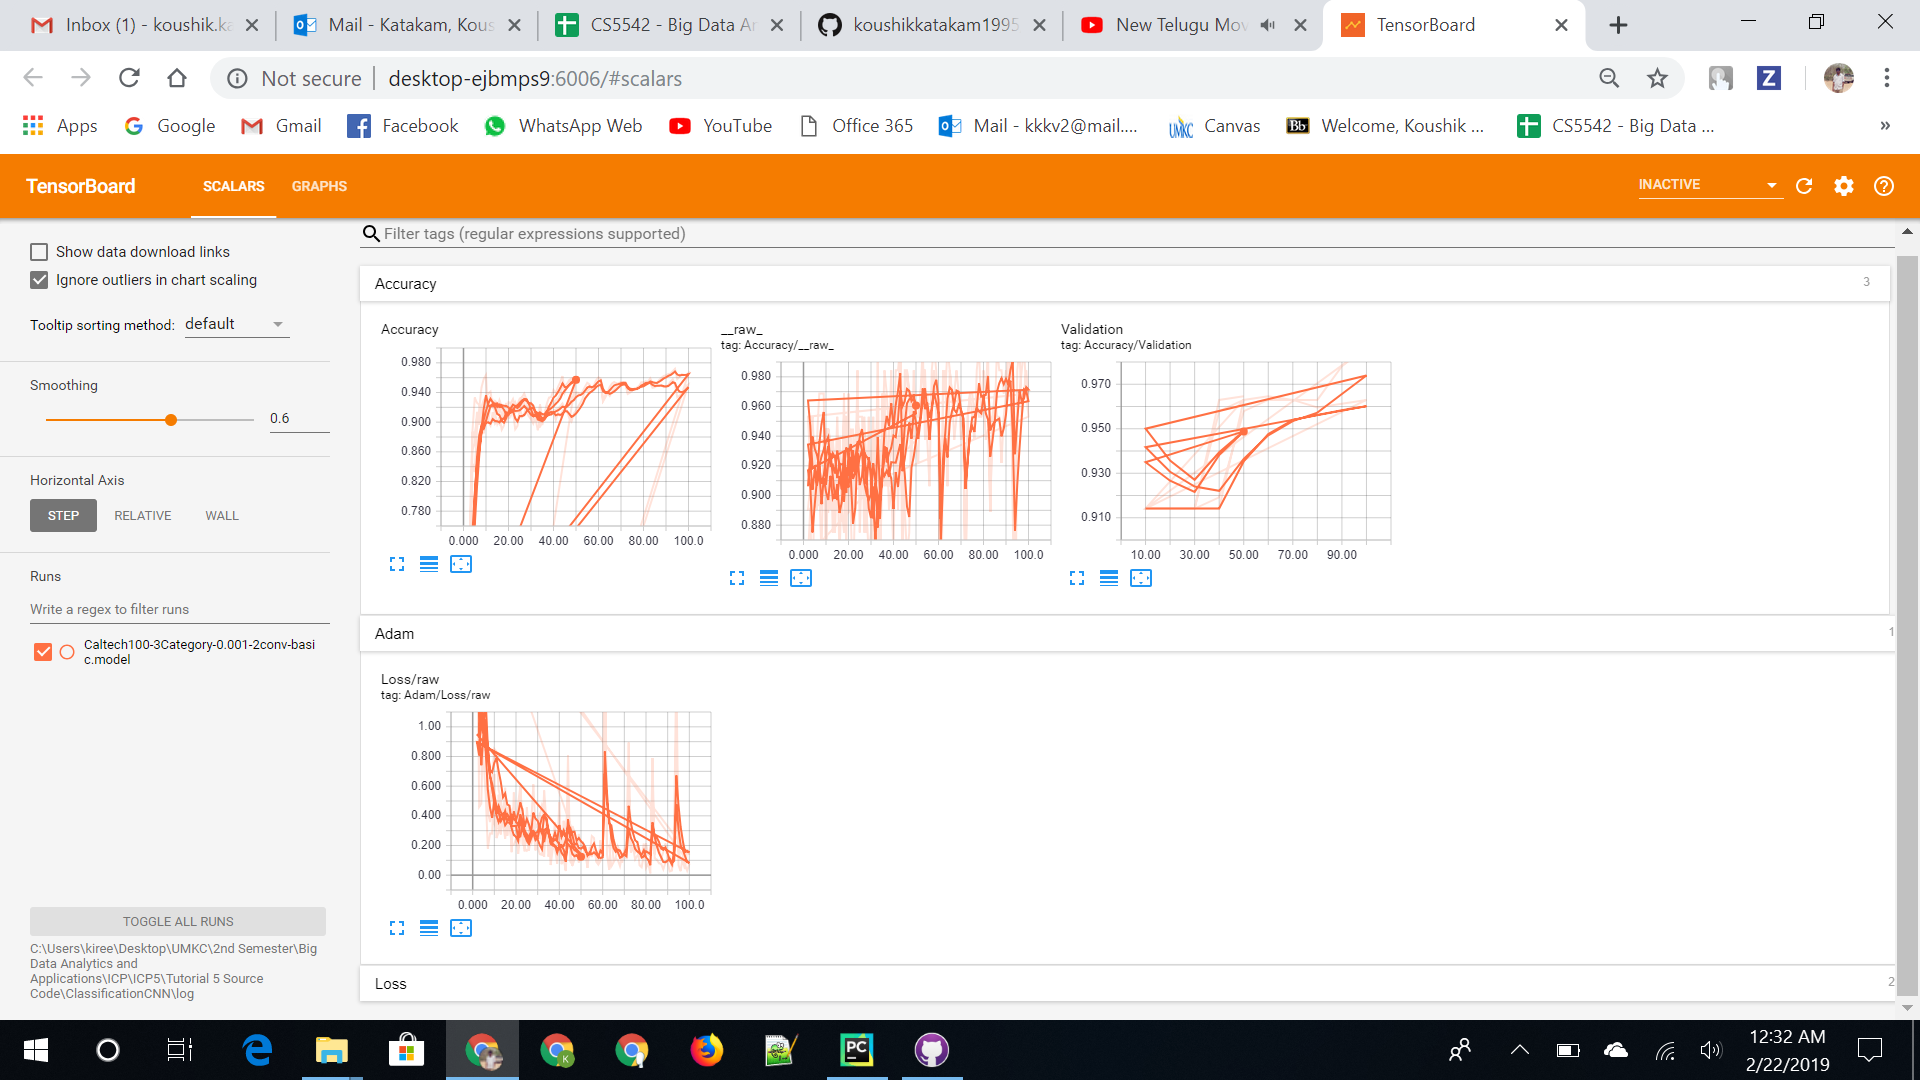 Inbox (1) - koushik.ka
Mail - Katakam, Kous
CS5542 - Big Data An
koushikkatakam1995
New Telugu Mov
TensorBoard
Not secure
desktop-ejbmps9:6006/#scalars
Apps
Google
Gmail
Facebook
WhatsApp Web
YouTube
Office 365
Mail - kkkv2@mail....
UMKC
Canvas
Bb
Welcome, Koushik ...
CS5542 - Big Data ...
»
TensorBoard
SCALARS
GRAPHS
INACTIVE
Show data download links
Ignore outliers in chart scaling
Tooltip sorting method: default
Smoothing
0.6
Horizontal Axis
STEP RELATIVE WALL
Runs
Write a regex to filter runs
Caltech100-3Category-0.001-2conv-basi
c.model
TOGGLE ALL RUNS
C:\Users\kiree\Desktop\UMKC\2nd Semester\Big
Data Analytics and
Applications\ICP\ICP5\Tutorial 5 Source
Code\ClassificationCNN\log
Filter tags (regular expressions supported)
Accuracy 3
Accuracy
0.980
0.940
0.900
0.860
0.820
0.780
0.000 20.00 40.00 60.00 80.00 100.0
__raw_
tag: Accuracy/__raw_
0.980
0.960
0.940
0.920
0.900
0.880
0.000 20.00 40.00 60.00 80.00 100.0
Validation
tag: Accuracy/Validation
0.970
0.950
0.930
0.910
10.00 30.00 50.00 70.00 90.00
Adam 1
Loss/raw
tag: Adam/Loss/raw
1.00
0.800
0.600
0.400
0.200
0.00
0.000 20.00 40.00 60.00 80.00 100.0
Loss 2
12:32 AM
2/22/2019